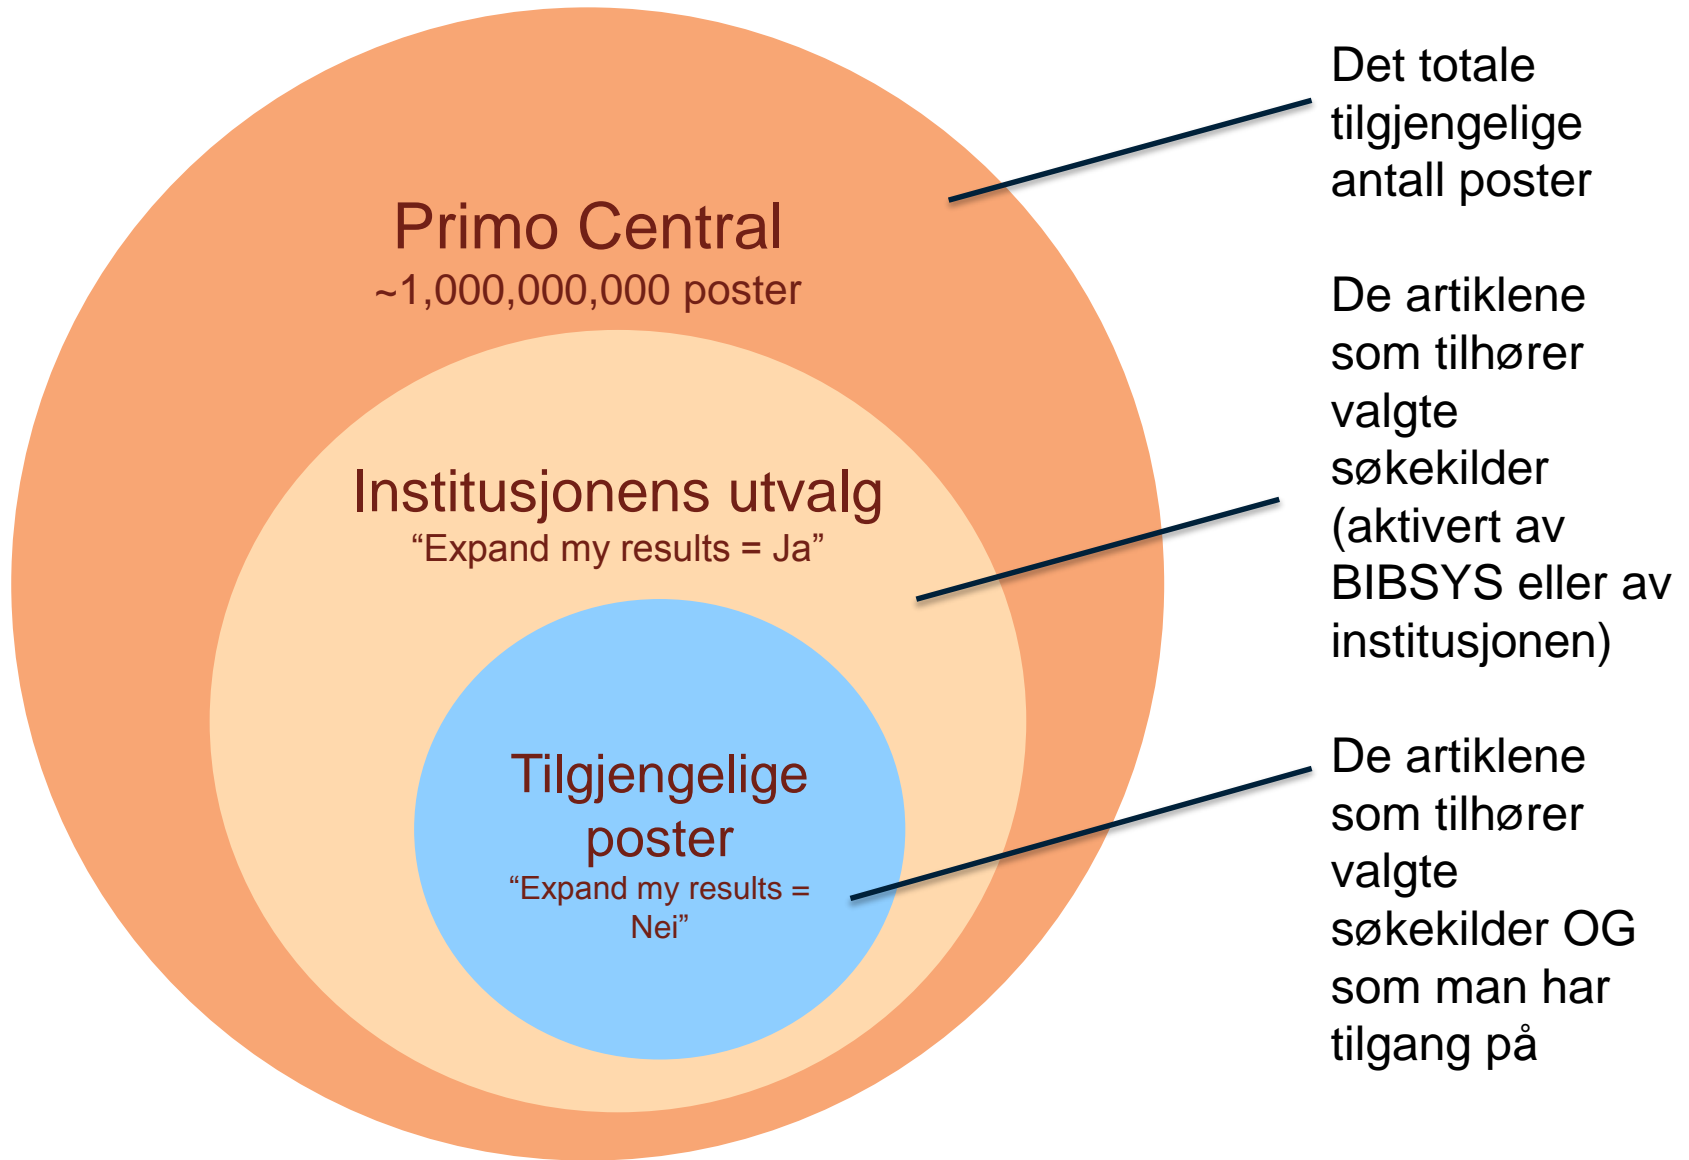 Primo Central
~1,000,000,000 poster
Institusjonens utvalg
“Expand my results = Ja”
Tilgjengelige
poster
“Expand my results =
Nei”
Det totale
tilgjengelige
antall poster
De artiklene
som tilhører
valgte
søkekilder
(aktivert av
BIBSYS eller av
institusjonen)
De artiklene
som tilhører
valgte
søkekilder OG
som man har
tilgang på